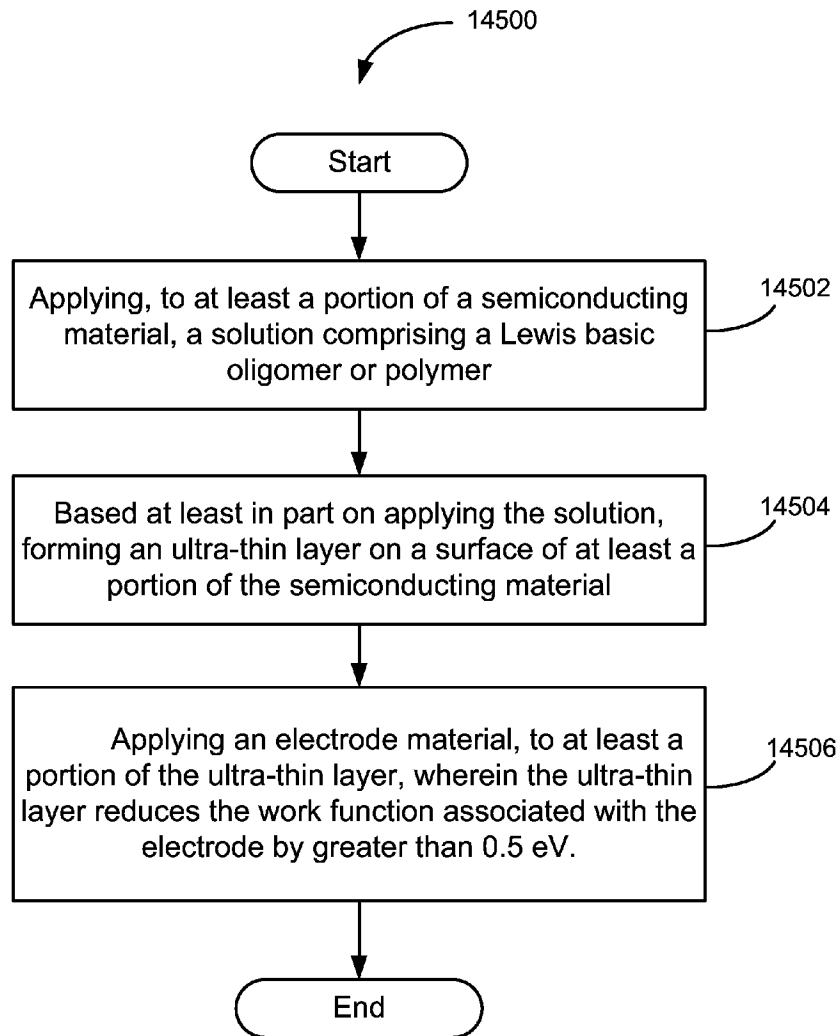 14500
Start
Applying, to at least a portion of a semiconducting
material, a solution comprising a Lewis basic
oligomer or polymer
14502
Based at least in part on applying the solution,
forming an ultra-thin layer on a surface of at least a
portion of the semiconducting material
14504
Applying an electrode material, to at least a
portion of the ultra-thin layer, wherein the ultra-thin
layer reduces the work function associated with the
electrode by greater than 0.5 eV.
14506
End